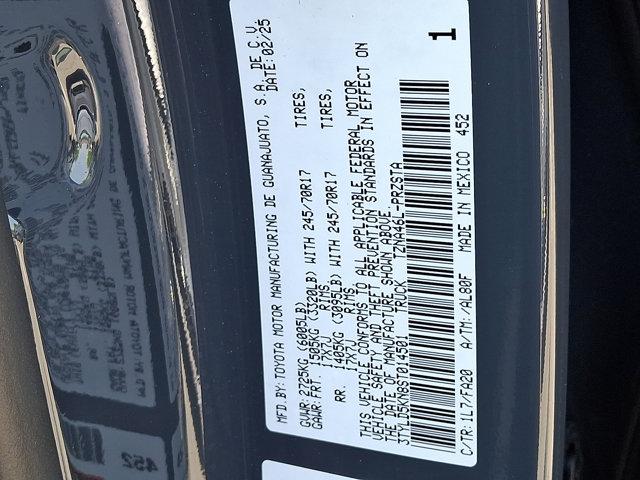 MFD.BY:TOYOTA MOTOR MANUFACTURING DE GUANAJUATO, S.A. DE C.V.
DATE:02/25
GVWR:2725KG (6005LB)
GAWR:FRT. 1505KG (3320LB) WITH 245/70R17 TIRES,
17X7J RIMS
RR. 1405KG (3095LB) WITH 245/70R17 TIRES,
17X7J RIMS
THIS VEHICLE CONFORMS TO ALL APPLICABLE FEDERAL MOTOR
VEHICLE SAFETY AND THEFT PREVENTION STANDARDS IN EFFECT ON
THE DATE OF MANUFACTURE SHOWN ABOVE.
3TYLD5KN8ST014501 TRUCK TZNA46L-PRZSTA
C/TR:1L7/FA20 A/TM:/AL80F MADE IN MEXICO 452
1
452